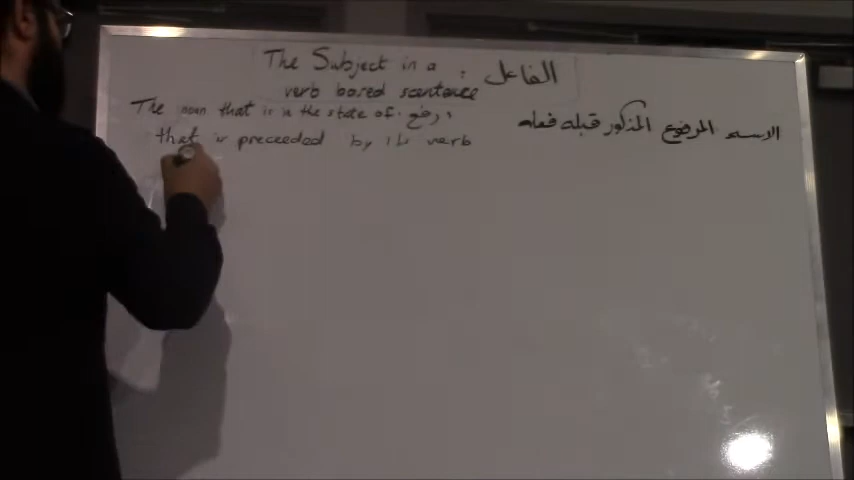 The Subject in a : الفاعل
verb based scentence
The noun that is in the state of رفع،
that is preceeded by its verb
الاسم المرفوع المذكور قبله فعله